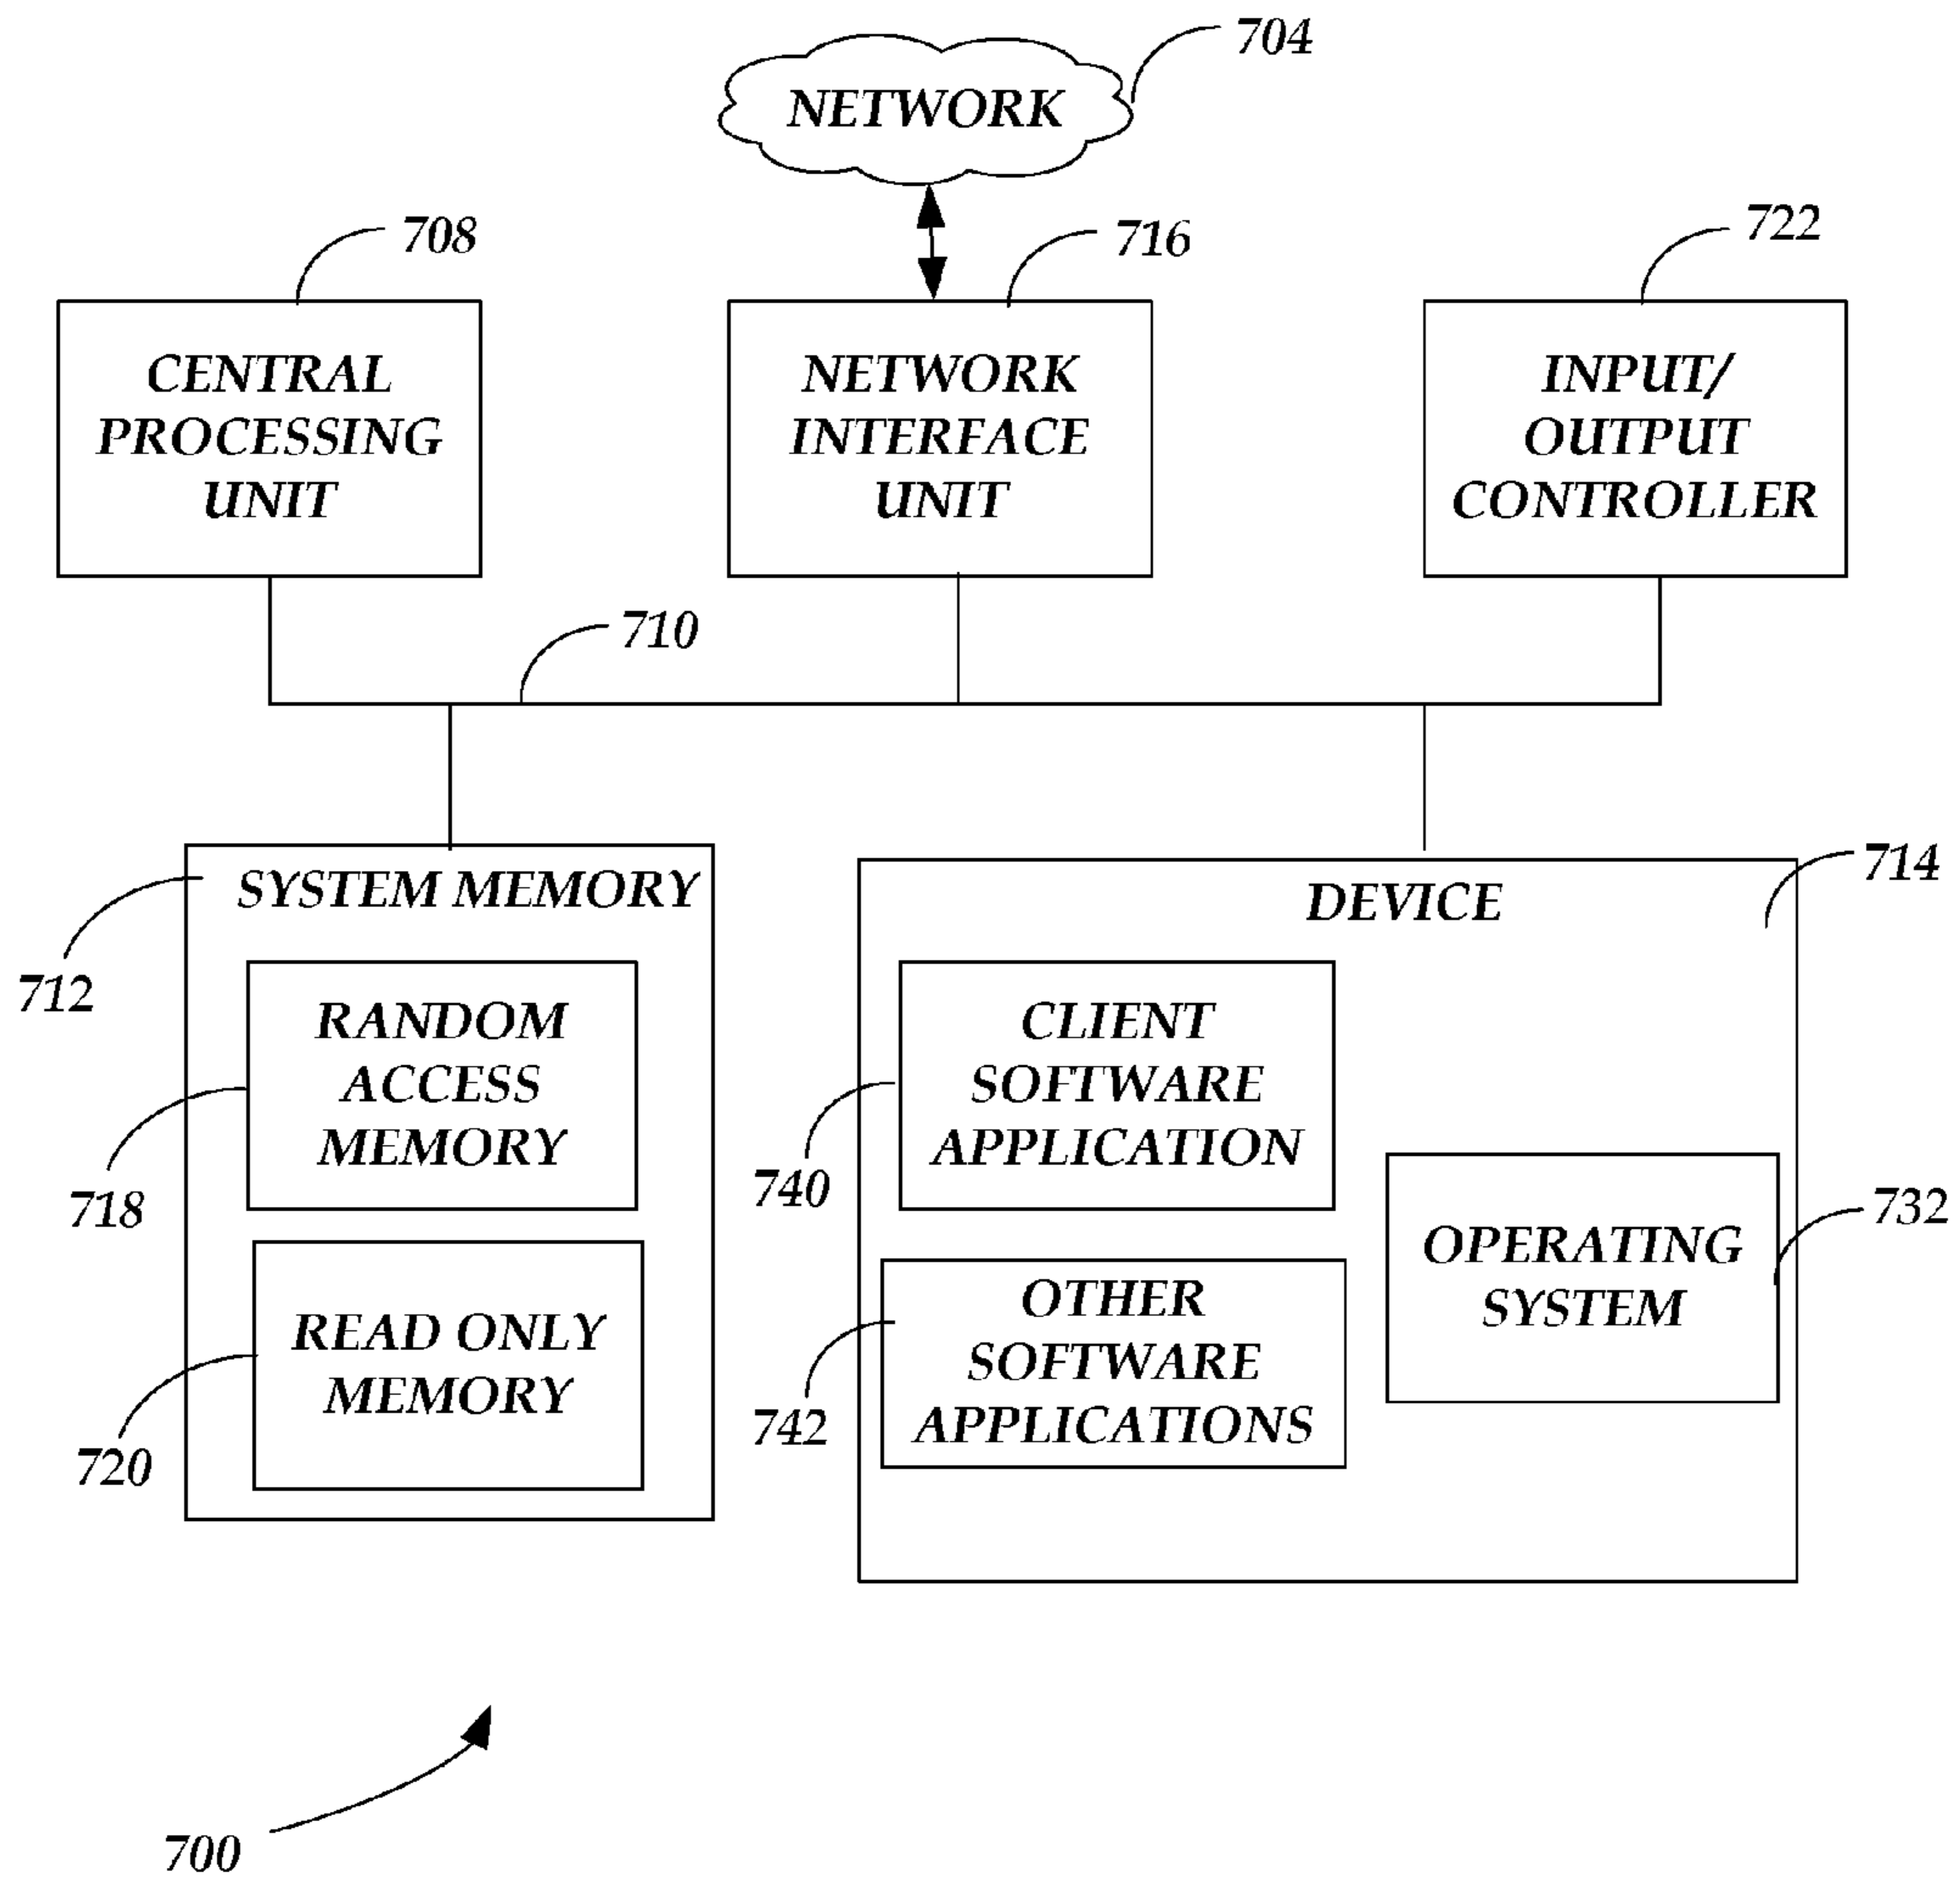 704
NETWORK
708
716
722
CENTRAL
PROCESSING
UNIT
NETWORK
INTERFACE
UNIT
INPUT/
OUTPUT
CONTROLLER
710
SYSTEM MEMORY
712
RANDOM
ACCESS
MEMORY
718
READ ONLY
MEMORY
720
714
DEVICE
CLIENT
SOFTWARE
APPLICATION
740
732
OPERATING
SYSTEM
OTHER
SOFTWARE
APPLICATIONS
742
700